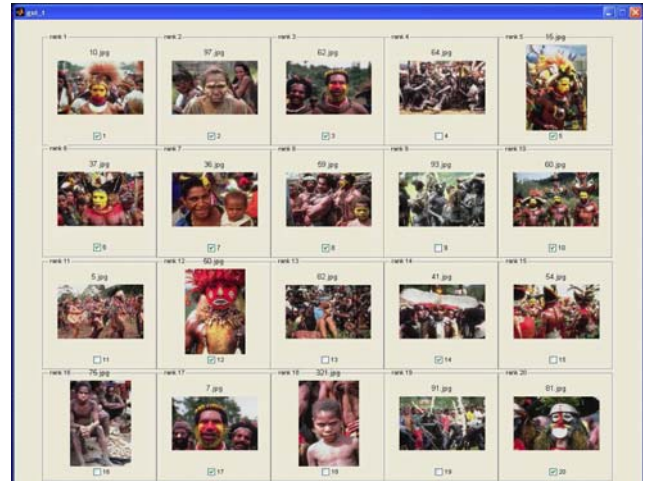 gui_1
rank 1 rank 2 rank 3 rank 4 rank 5
10.jpg 97.jpg 62.jpg 64.jpg 15.jpg
1 2 3 4 5
rank 6 rank 7 rank 8 rank 9 rank 10
37.jpg 36.jpg 59.jpg 93.jpg 60.jpg
6 7 8 9 10
rank 11 rank 12 rank 13 rank 14 rank 15
5.jpg 50.jpg 82.jpg 41.jpg 54.jpg
11 12 13 14 15
rank 16 rank 17 rank 18 rank 19 rank 20
75.jpg 7.jpg 321.jpg 91.jpg 81.jpg
16 17 18 19 20